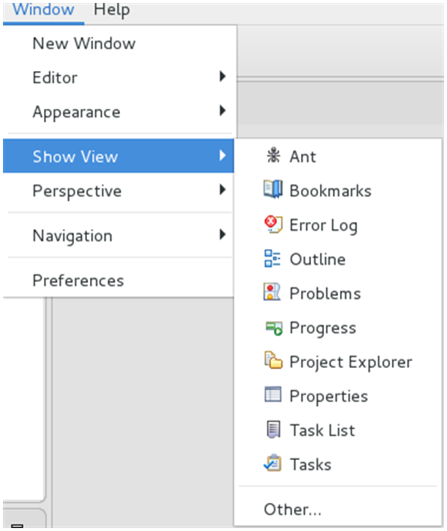 Window Help
New Window
Editor
Appearance
Show View
Perspective
Navigation
Preferences
Ant
Bookmarks
Error Log
Outline
Problems
Progress
Project Explorer
Properties
Task List
Tasks
Other...